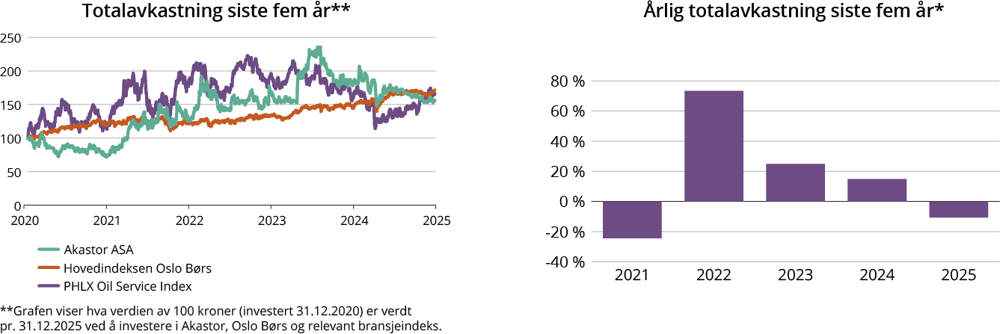 Totalavkastning siste fem år**
250
200
150
100
50
0
2020 2021 2022 2023 2024 2025
Akastor ASA
Hovedindeksen Oslo Børs
PHLX Oil Service Index
**Grafen viser hva verdien av 100 kroner (investert 31.12.2020) er verdt
pr. 31.12.2025 ved å investere i Akastor, Oslo Børs og relevant bransjeindeks.
Årlig totalavkastning siste fem år*
80 %
60 %
40 %
20 %
0 %
-20 %
-40 %
2021 2022 2023 2024 2025